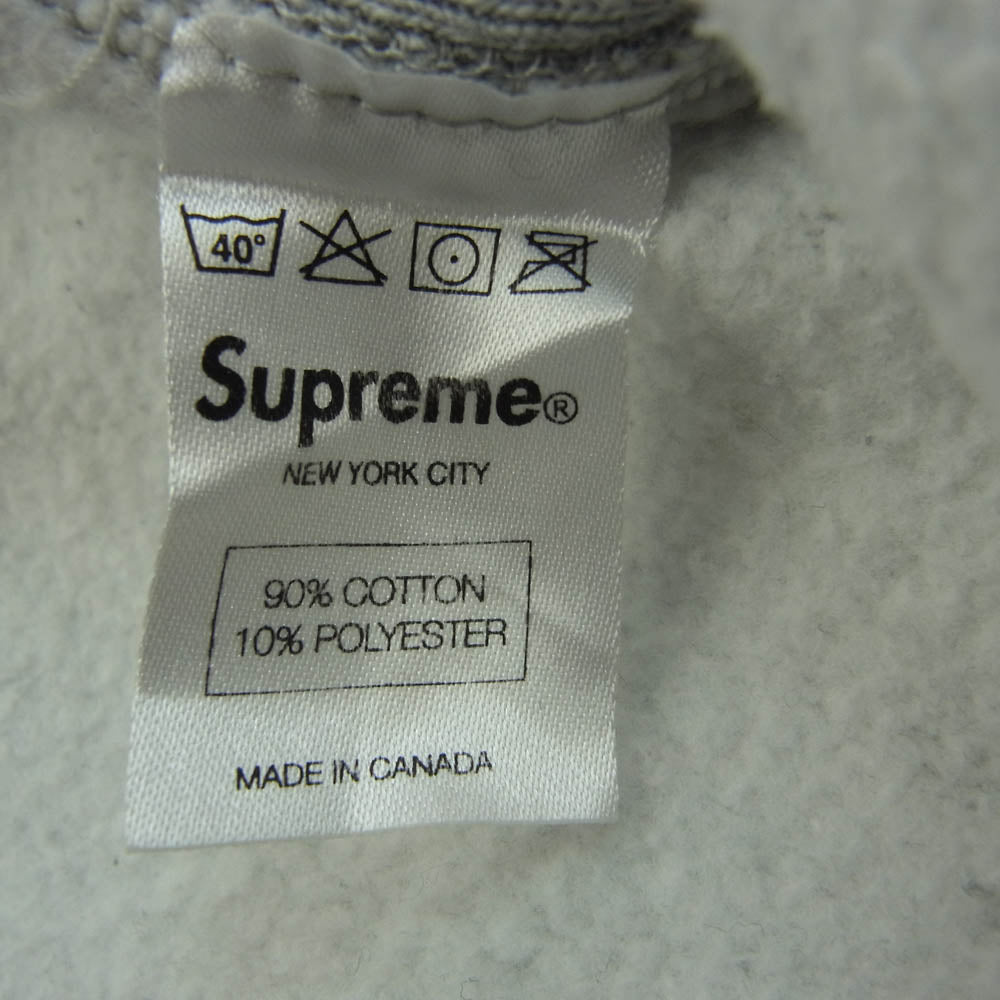 40°
Supreme®
NEW YORK CITY
90% COTTON
10% POLYESTER
MADE IN CANADA